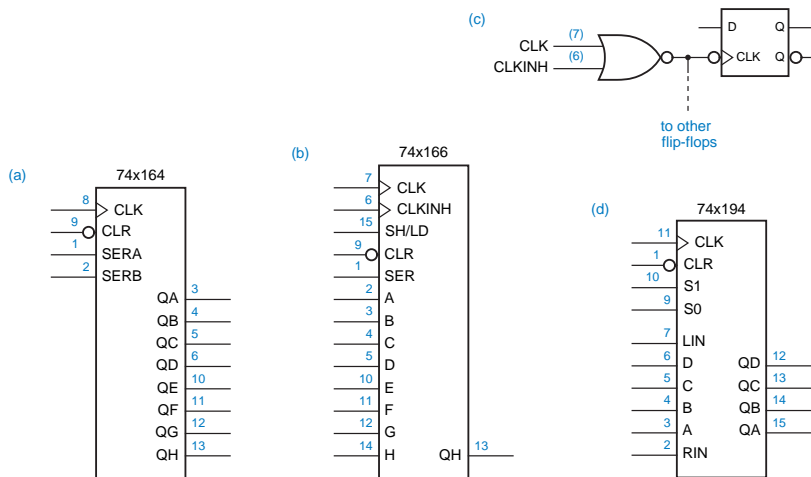 (a)
74x164
8
CLK
9
CLR
1
SERA
2
SERB
QA
3
QB
4
QC
5
QD
6
QE
10
QF
11
QG
12
QH
13
(b)
74x166
7
CLK
6
CLKINH
15
SH/LD
9
CLR
1
SER
2
A
3
B
4
C
5
D
10
E
11
F
12
G
14
H
QH
13
(c)
CLK
(7)
CLKINH
(6)
D
Q
CLK
Q
to other
flip-flops
(d)
74x194
11
CLK
1
CLR
10
S1
9
S0
7
LIN
6
D
QD
12
5
C
QC
13
4
B
QB
14
3
A
QA
15
2
RIN